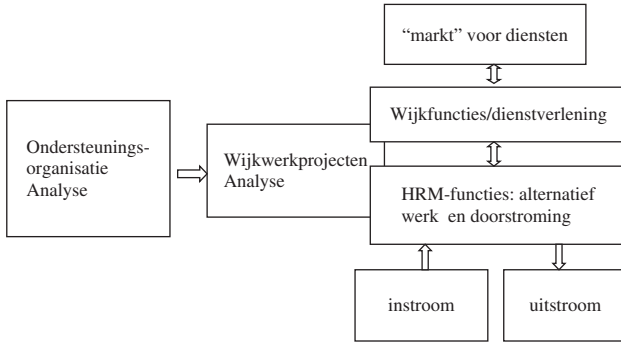 “markt” voor diensten
Wijkfuncties/dienstverlening
Ondersteunings-
organisatie
Analyse
Wijkwerkprojecten
Analyse
HRM-functies: alternatief
werk en doorstroming
instroom
uitstroom